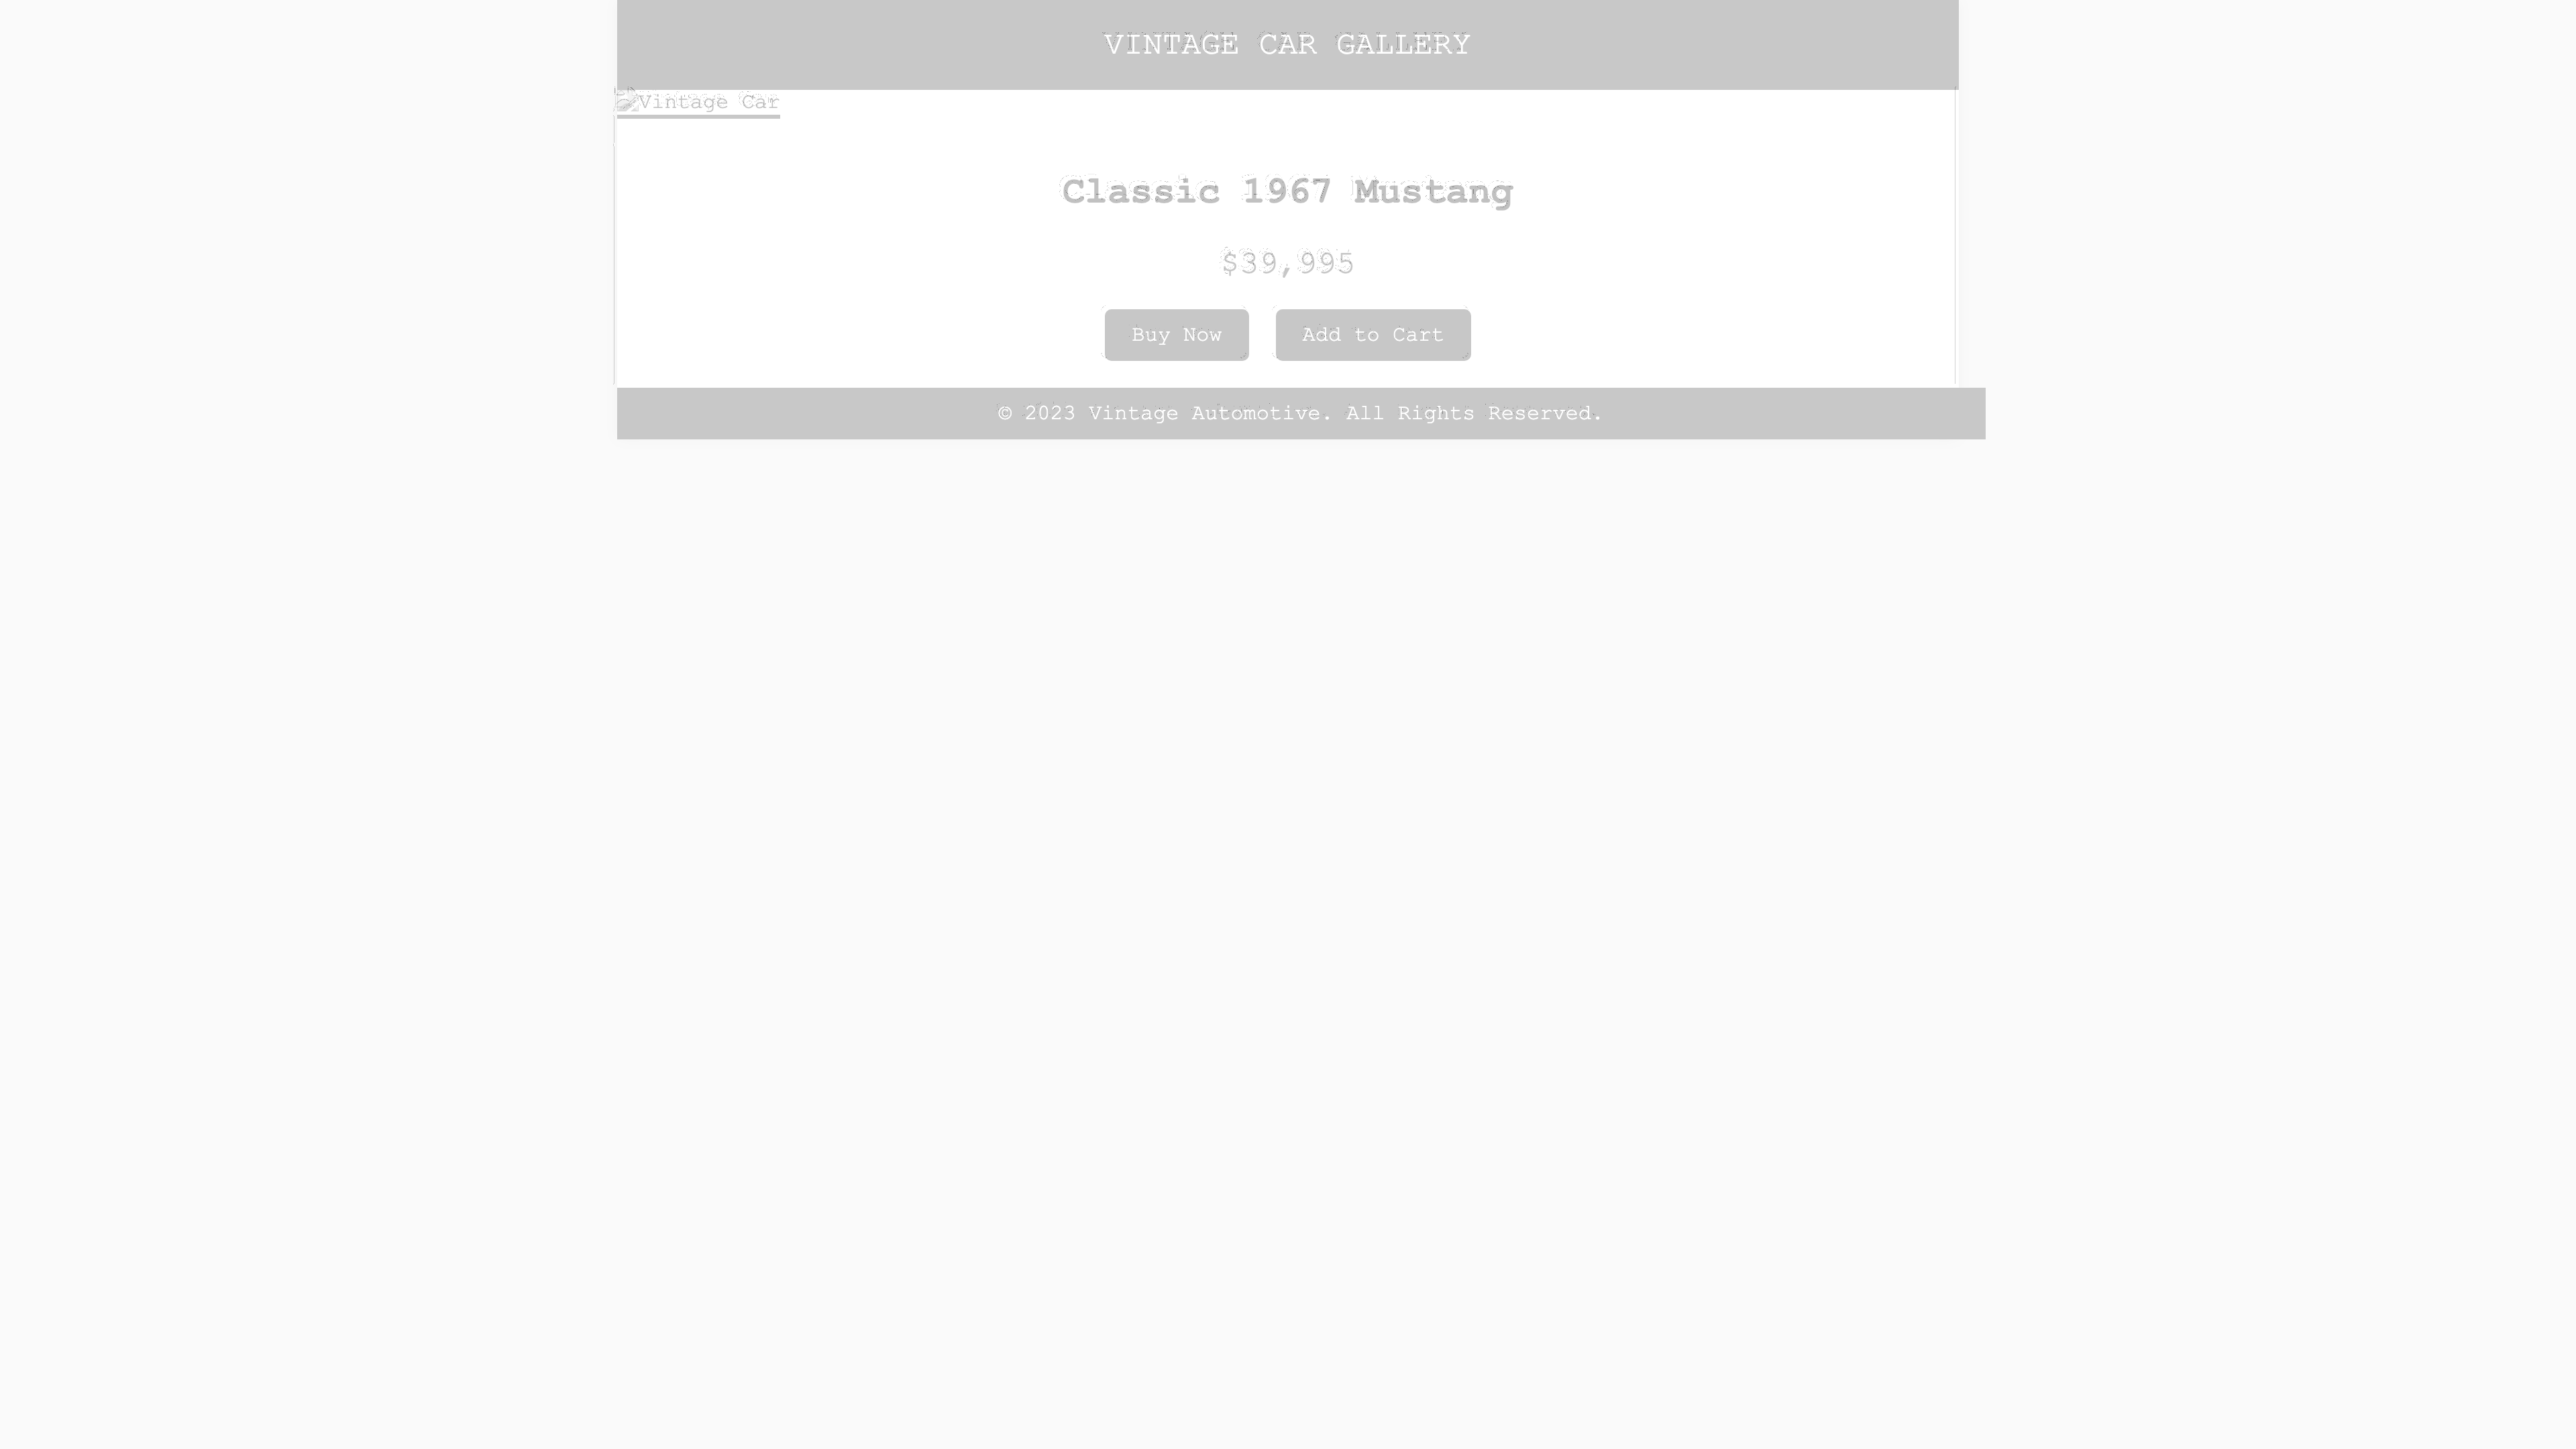 VINTAGE CAR GALLERY
Vintage Car
Classic 1967 Mustang
$39,995
Buy Now
Add to Cart
© 2023 Vintage Automotive. All Rights Reserved.